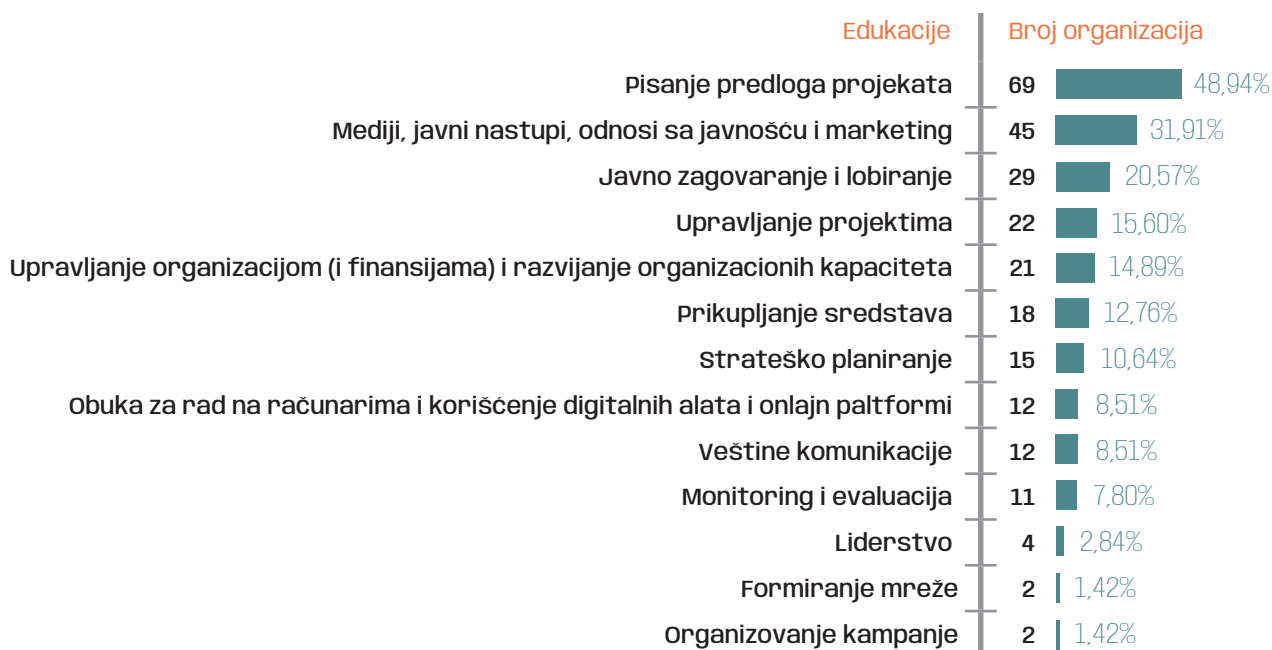 Edukacije Broj organizacija
Pisanje predloga projekata 69 48,94%
Mediji, javni nastupi, odnosi sa javnošću i marketing 45 31,91%
Javno zagovaranje i lobiranje 29 20,57%
Upravljanje projektima 22 15,60%
Upravljanje organizacijom (i finansijama) i razvijanje organizacionih kapaciteta 21 14,89%
Prikupljanje sredstava 18 12,76%
Strateško planiranje 15 10,64%
Obuka za rad na računarima i korišćenje digitalnih alata i onlajn paltformi 12 8,51%
Veštine komunikacije 12 8,51%
Monitoring i evaluacija 11 7,80%
Liderstvo 4 2,84%
Formiranje mreže 2 1,42%
Organizovanje kampanje 2 1,42%